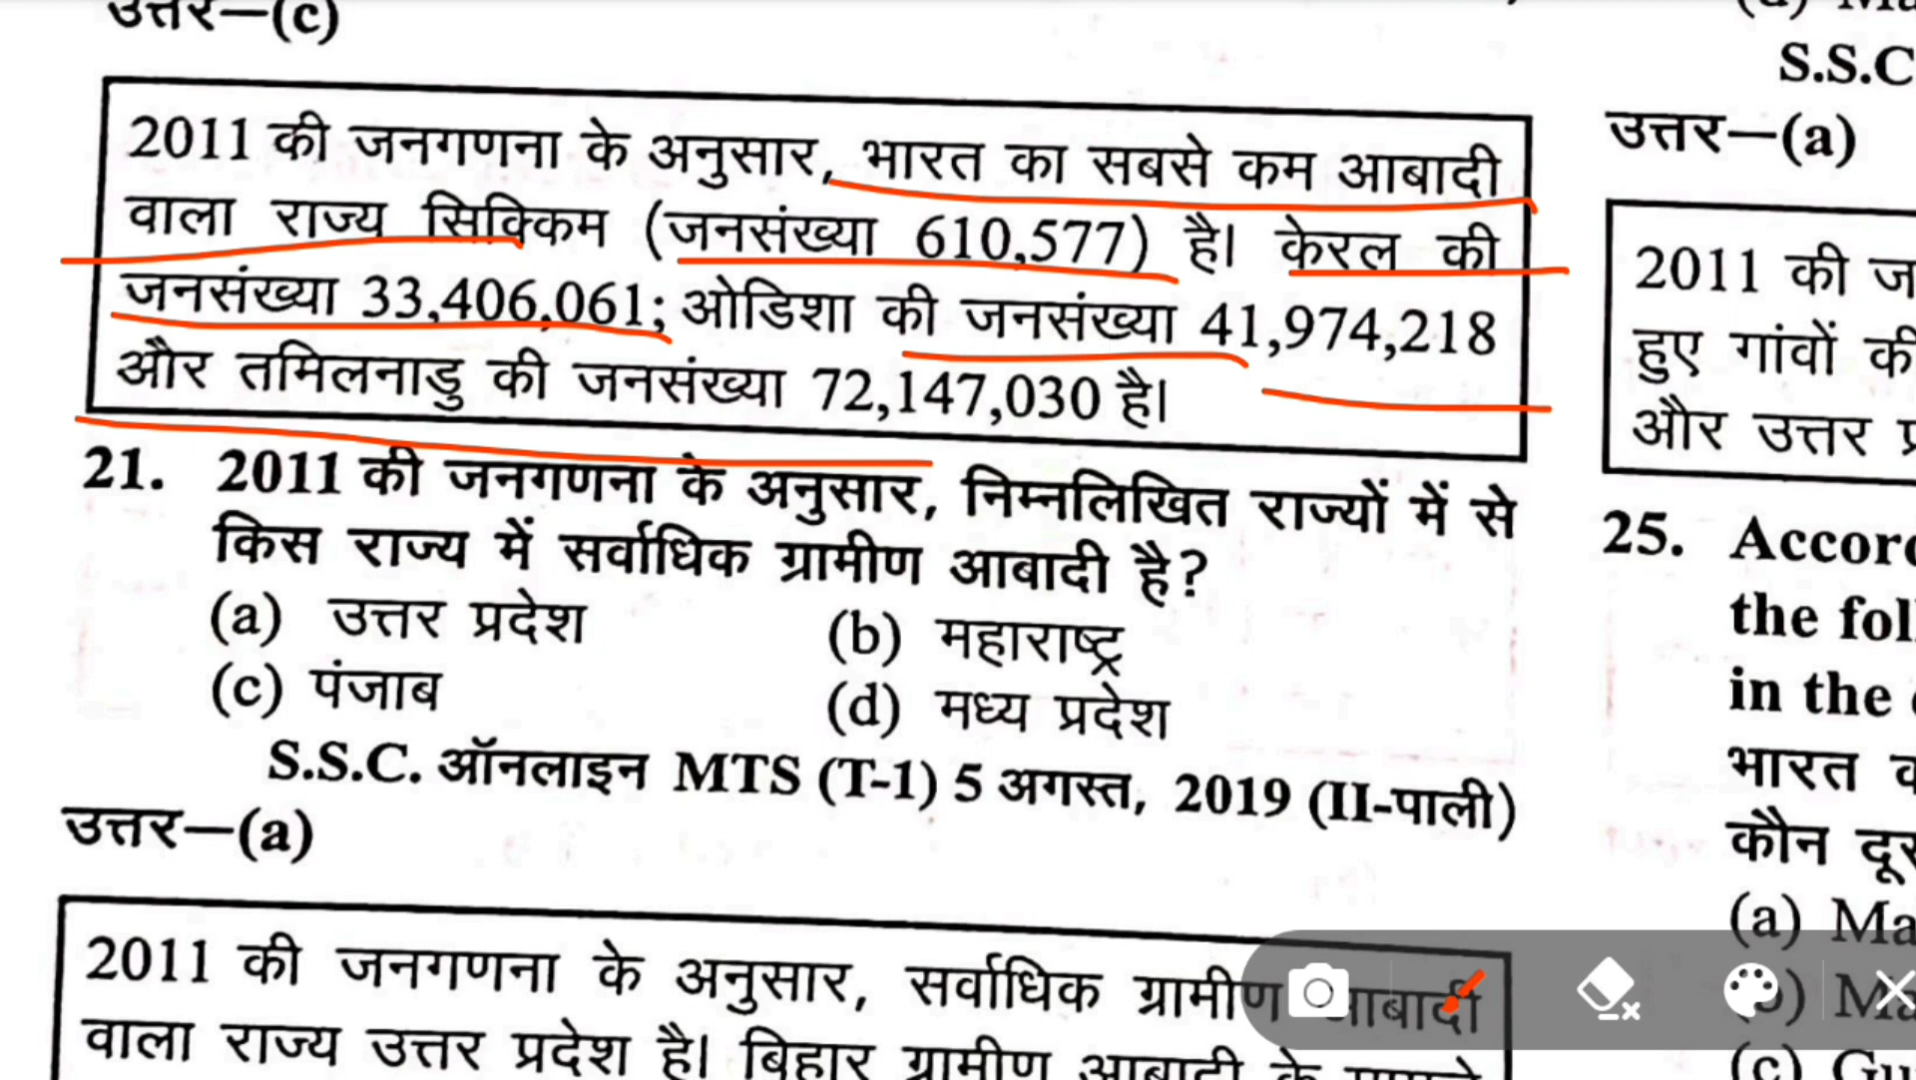 उत्तर—(c)
2011 की जनगणना के अनुसार, भारत का सबसे कम आबादी
वाला राज्य सिक्किम (जनसंख्या 610,577) है। केरल की
जनसंख्या 33,406,061; ओडिशा की जनसंख्या 41,974,218
और तमिलनाडु की जनसंख्या 72,147,030 है।
21. 2011 की जनगणना के अनुसार, निम्नलिखित राज्यों में से
किस राज्य में सर्वाधिक ग्रामीण आबादी है?
(a) उत्तर प्रदेश (b) महाराष्ट्र
(c) पंजाब (d) मध्य प्रदेश
S.S.C. ऑनलाइन MTS (T-1) 5 अगस्त, 2019 (II-पाली)
उत्तर—(a)
2011 की जनगणना के अनुसार, सर्वाधिक ग्रामीण आबादी
वाला राज्य उत्तर प्रदेश है। बिहार ग्रामीण आबादी के
S.S.C
उत्तर—(a)
2011 की
हुए गांवों की
और उत्तर
25.
the
in the
भारत
कौन
(a)
(c)